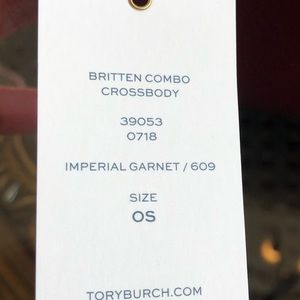 BRITTEN COMBO
CROSSBODY
39053
0718
IMPERIAL GARNET / 609
SIZE
OS
TORYBURCH.COM